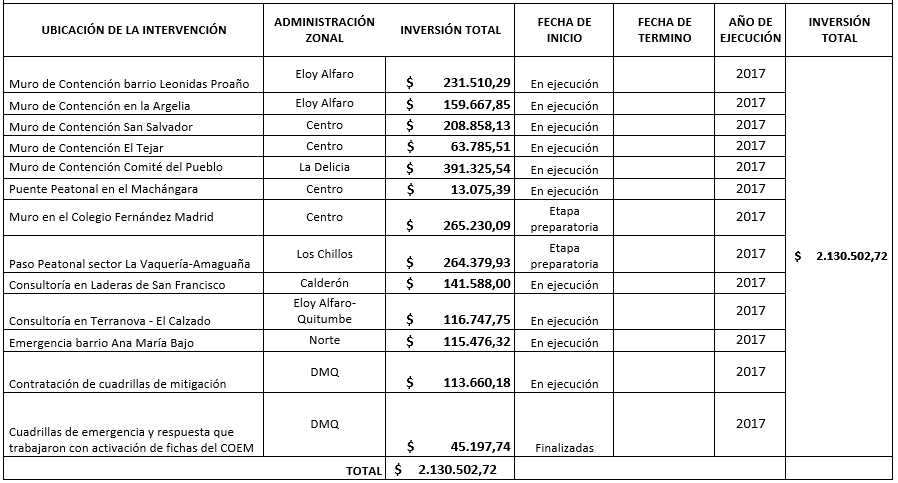 UBICACIÓN DE LA INTERVENCIÓN ADMINISTRACIÓN ZONAL INVERSIÓN TOTAL FECHA DE INICIO FECHA DE TERMINO AÑO DE EJECUCIÓN INVERSIÓN TOTAL
Muro de Contención barrio Leonidas Proaño Eloy Alfaro $ 231.510,29 En ejecución 2017
Muro de Contención en la Argelia Eloy Alfaro $ 159.667,85 En ejecución 2017
Muro de Contención San Salvador Centro $ 208.858,13 En ejecución 2017
Muro de Contención El Tejar Centro $ 63.785,51 En ejecución 2017
Muro de Contención Comité del Pueblo La Delicia $ 391.325,54 En ejecución 2017
Puente Peatonal en el Machángara Centro $ 13.075,39 En ejecución 2017
Muro en el Colegio Fernández Madrid Centro $ 265.230,09 Etapa preparatoria 2017
Paso Peatonal sector La Vaquería-Amaguaña Los Chillos $ 264.379,93 Etapa preparatoria 2017 $ 2.130.502,72
Consultoría en Laderas de San Francisco Calderón $ 141.588,00 En ejecución 2017
Consultoría en Terranova - El Calzado Eloy Alfaro-Quitumbe $ 116.747,75 En ejecución 2017
Emergencia barrio Ana María Bajo Norte $ 115.476,32 En ejecución 2017
Contratación de cuadrillas de mitigación DMQ $ 113.660,18 En ejecución 2017
Cuadrillas de emergencia y respuesta que
trabajaron con activación de fichas del COEM DMQ $ 45.197,74 Finalizadas 2017
TOTAL $ 2.130.502,72